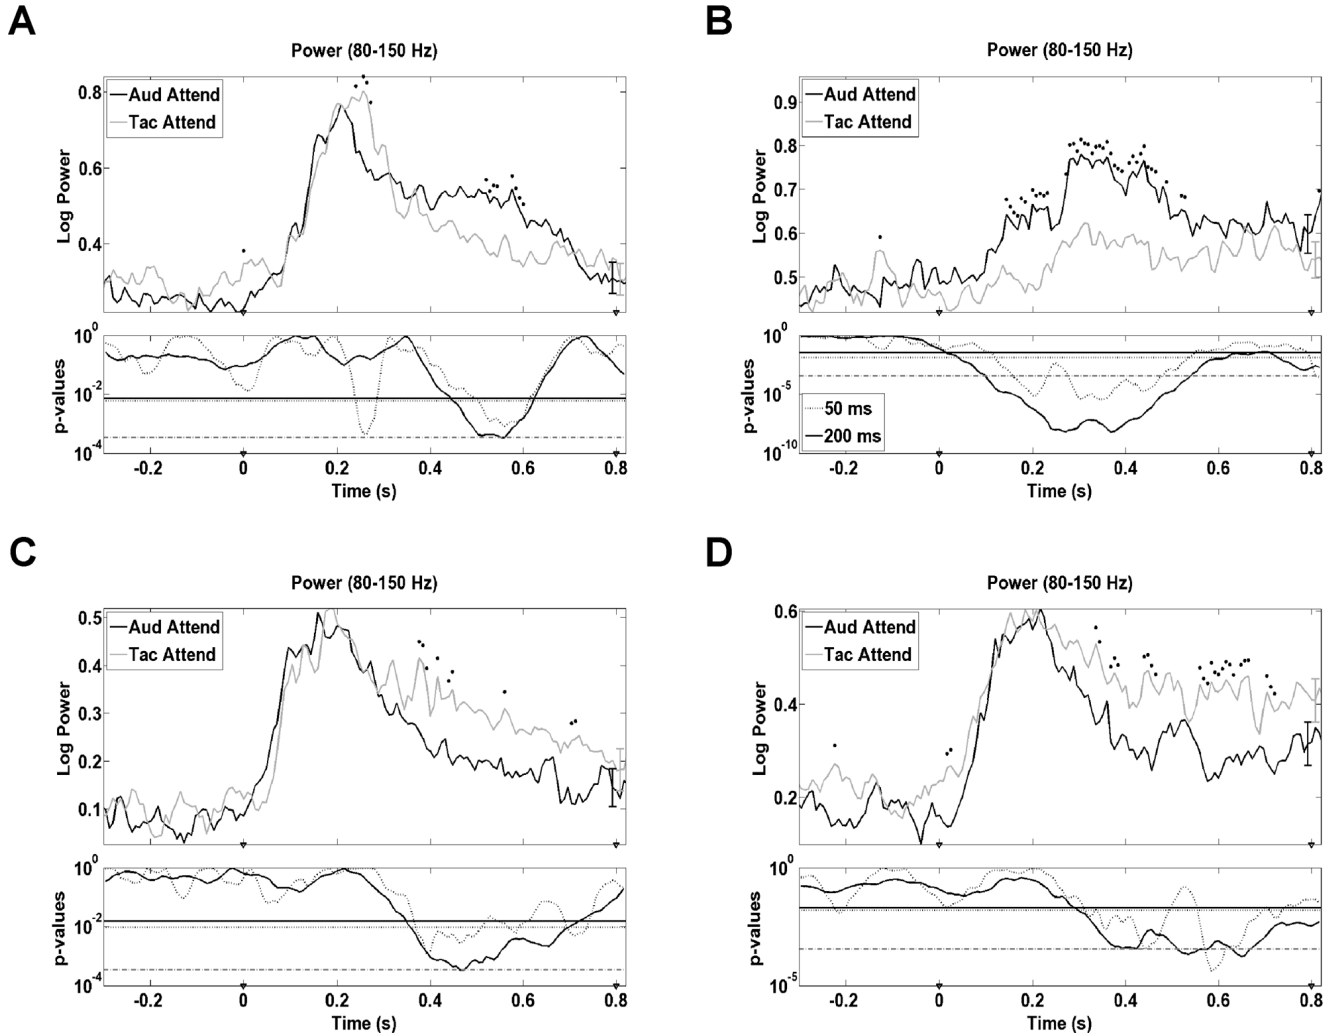 A
Power (80-150 Hz)
Aud Attend
Tac Attend
Log Power
0.8
0.6
0.4
p-values
10^0
10^-2
10^-4
-0.2 0 0.2 0.4 0.6 0.8
Time (s)
B
Power (80-150 Hz)
Aud Attend
Tac Attend
Log Power
0.9
0.8
0.7
0.6
0.5
p-values
10^0
10^-5
10^-10
50 ms
200 ms
-0.2 0 0.2 0.4 0.6 0.8
Time (s)
C
Power (80-150 Hz)
Aud Attend
Tac Attend
Log Power
0.5
0.4
0.3
0.2
0.1
p-values
10^0
10^-2
10^-4
-0.2 0 0.2 0.4 0.6 0.8
Time (s)
D
Power (80-150 Hz)
Aud Attend
Tac Attend
Log Power
0.6
0.4
0.2
p-values
10^0
10^-5
-0.2 0 0.2 0.4 0.6 0.8
Time (s)